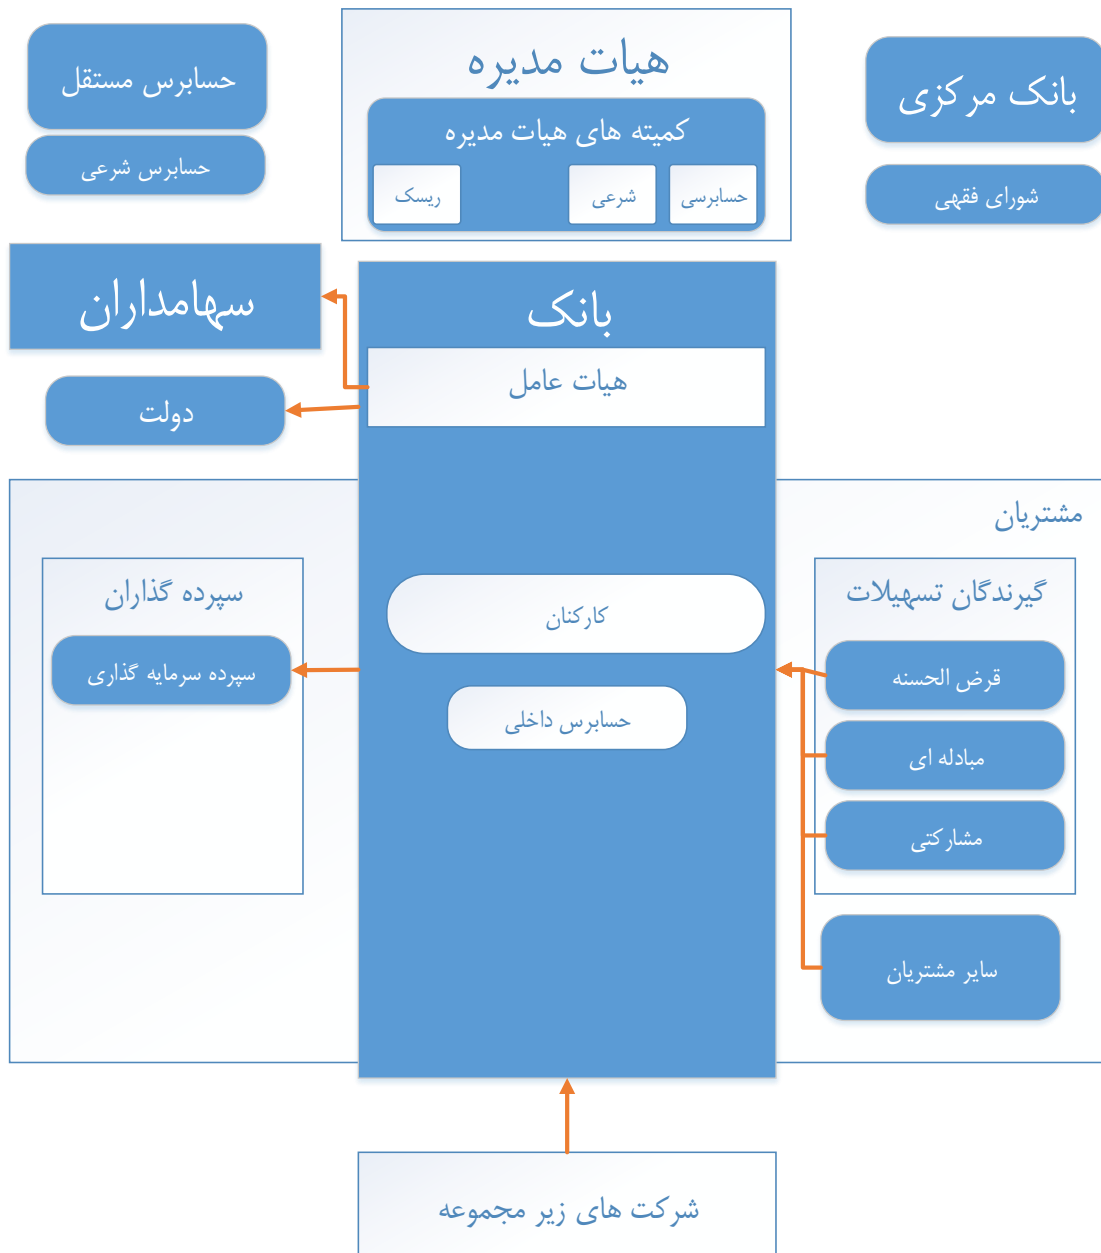 بانک مرکزی
شورای فقهی
هیات مدیره
کمیته های هیات مدیره
حسابرسی
شرعی
ریسک
حسابرس مستقل
حسابرس شرعی
سهامداران
دولت
بانک
هیات عامل
کارکنان
حسابرس داخلی
مشتریان
گیرندگان تسهیلات
قرض الحسنه
مبادله ای
مشارکتی
سایر مشتریان
سپرده گذاران
سپرده سرمایه گذاری
شرکت های زیر مجموعه